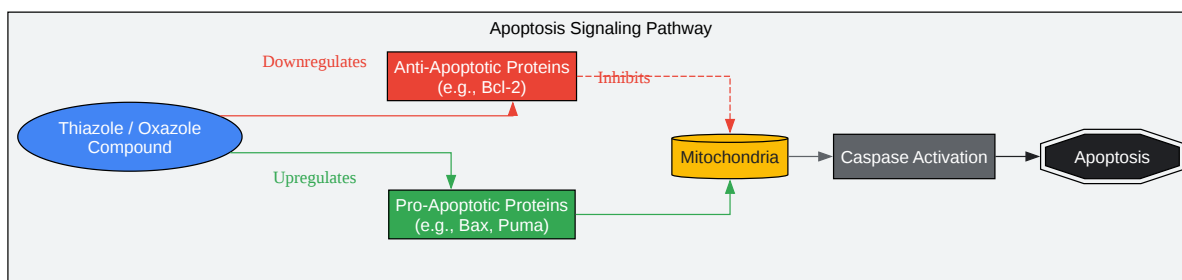 Apoptosis Signaling Pathway
Downregulates
Anti-Apoptotic Proteins
(e.g., Bcl-2)
Inhibits
Thiazole / Oxazole
Compound
Mitochondria
Caspase Activation
Apoptosis
Upregulates
Pro-Apoptotic Proteins
(e.g., Bax, Puma)